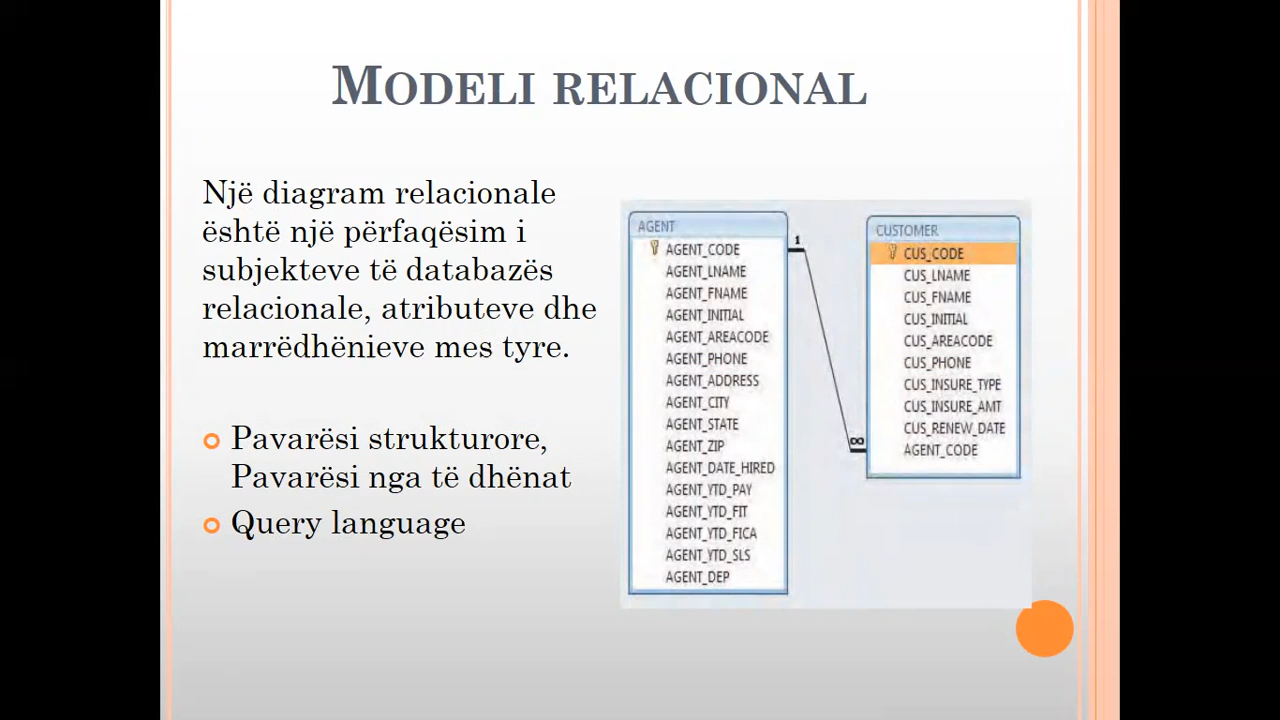 MODELI RELACIONAL
Një diagram relacionale
është një përfaqësim i
subjekteve të databazës
relacionale, atributeve dhe
marrëdhënieve mes tyre.
Pavarësi strukturore,
Pavarësi nga të dhënat
Query language
AGENT
AGENT_CODE
AGENT_LNAME
AGENT_FNAME
AGENT_INITIAL
AGENT_AREACODE
AGENT_PHONE
AGENT_ADDRESS
AGENT_CITY
AGENT_STATE
AGENT_ZIP
AGENT_DATE_HIRED
AGENT_YTD_PAY
AGENT_YTD_FIT
AGENT_YTD_FICA
AGENT_YTD_SLS
AGENT_DEP
1
∞
CUSTOMER
CUS_CODE
CUS_LNAME
CUS_FNAME
CUS_INITIAL
CUS_AREACODE
CUS_PHONE
CUS_INSURE_TYPE
CUS_INSURE_AMT
CUS_RENEW_DATE
AGENT_CODE